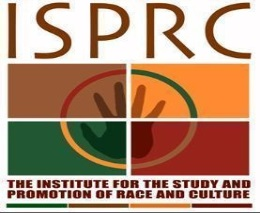 ISPRC
THE INSTITUTE FOR THE STUDY AND
PROMOTION OF RACE AND CULTURE